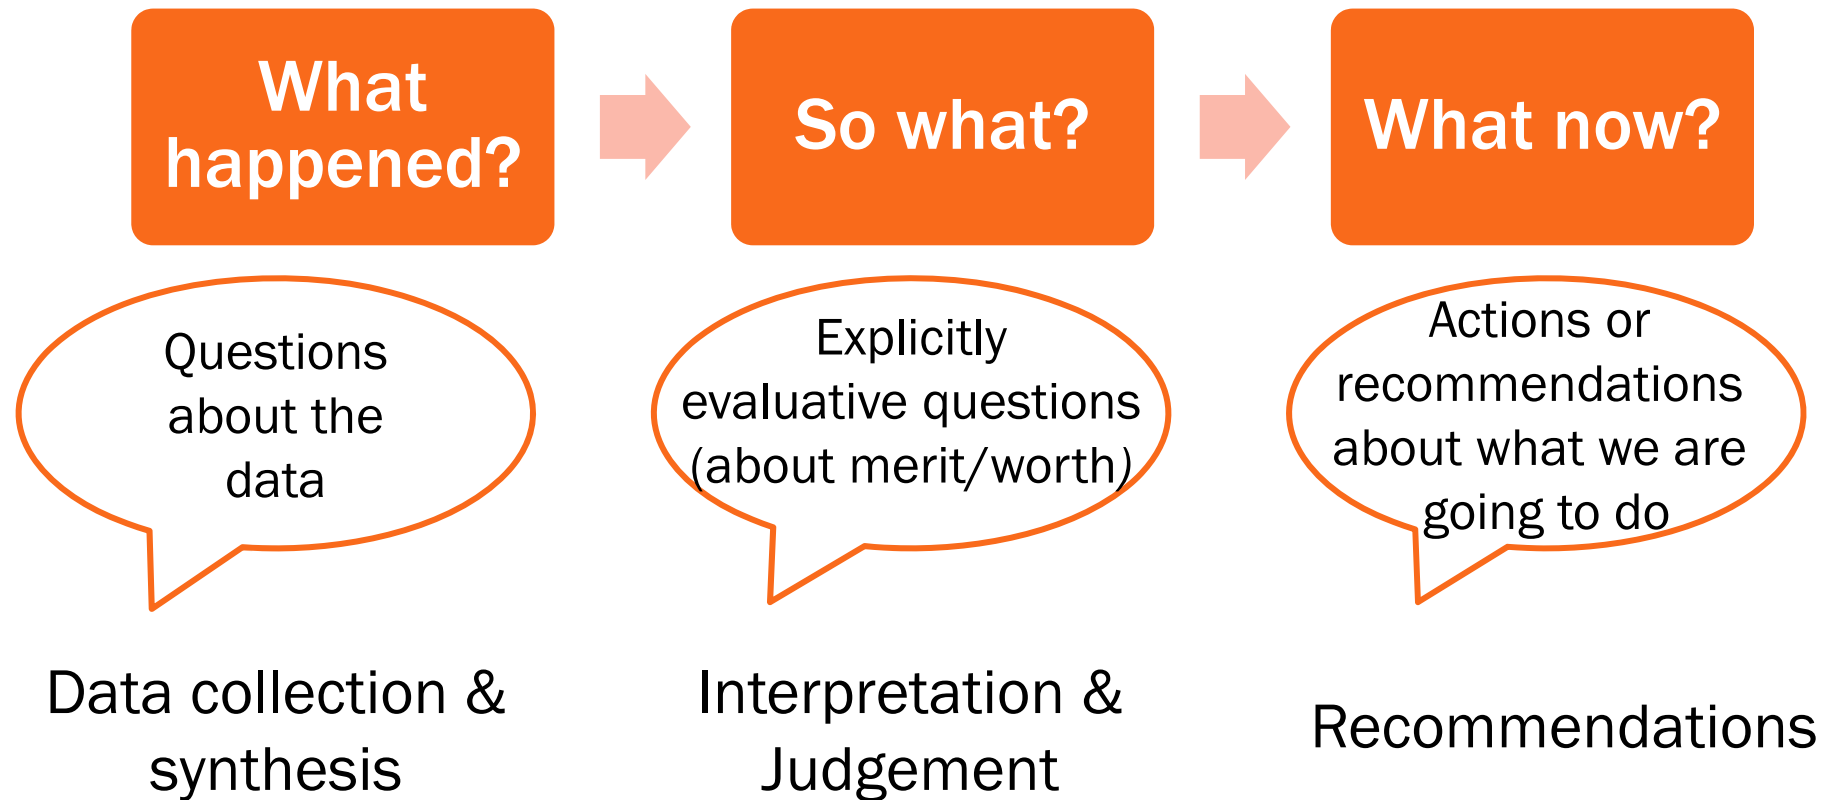 What
happened?
So what?
What now?
Questions
about the
data
Explicitly
evaluative questions
(about merit/worth)
Actions or
recommendations
about what we are
going to do
Data collection &
synthesis
Interpretation &
Judgement
Recommendations